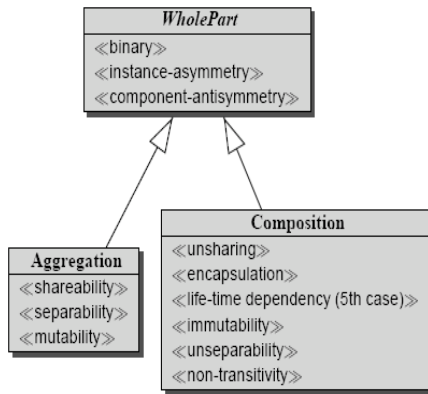 WholePart
≪binary≫
≪instance-asymmetry≫
≪component-antisymmetry≫
Aggregation
≪shareability≫
≪separability≫
≪mutability≫
Composition
≪unsharing≫
≪encapsulation≫
≪life-time dependency (5th case)≫
≪immutability≫
≪unseparability≫
≪non-transitivity≫